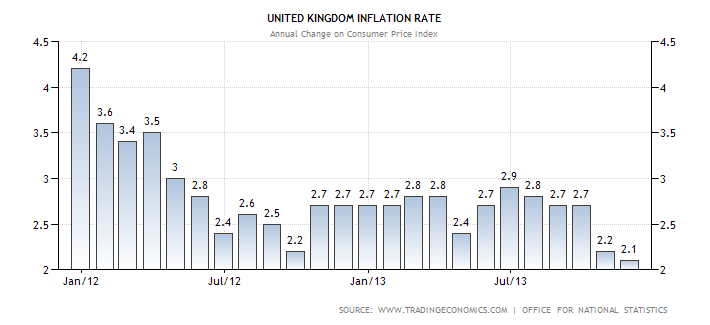 UNITED KINGDOM INFLATION RATE
Annual Change on Consumer Price Index
4.5 4.5
4.2
4 4
3.6
3.5 3.4 3.5 3.5
3 3 3
2.8 2.4 2.6 2.5 2.2 2.7 2.7 2.7 2.7 2.8 2.8 2.4 2.7 2.9 2.8 2.7 2.7 2.2 2.1
2.5 2.5
2 2
Jan/12 Jul/12 Jan/13 Jul/13
SOURCE: WWW.TRADINGECONOMICS.COM | OFFICE FOR NATIONAL STATISTICS